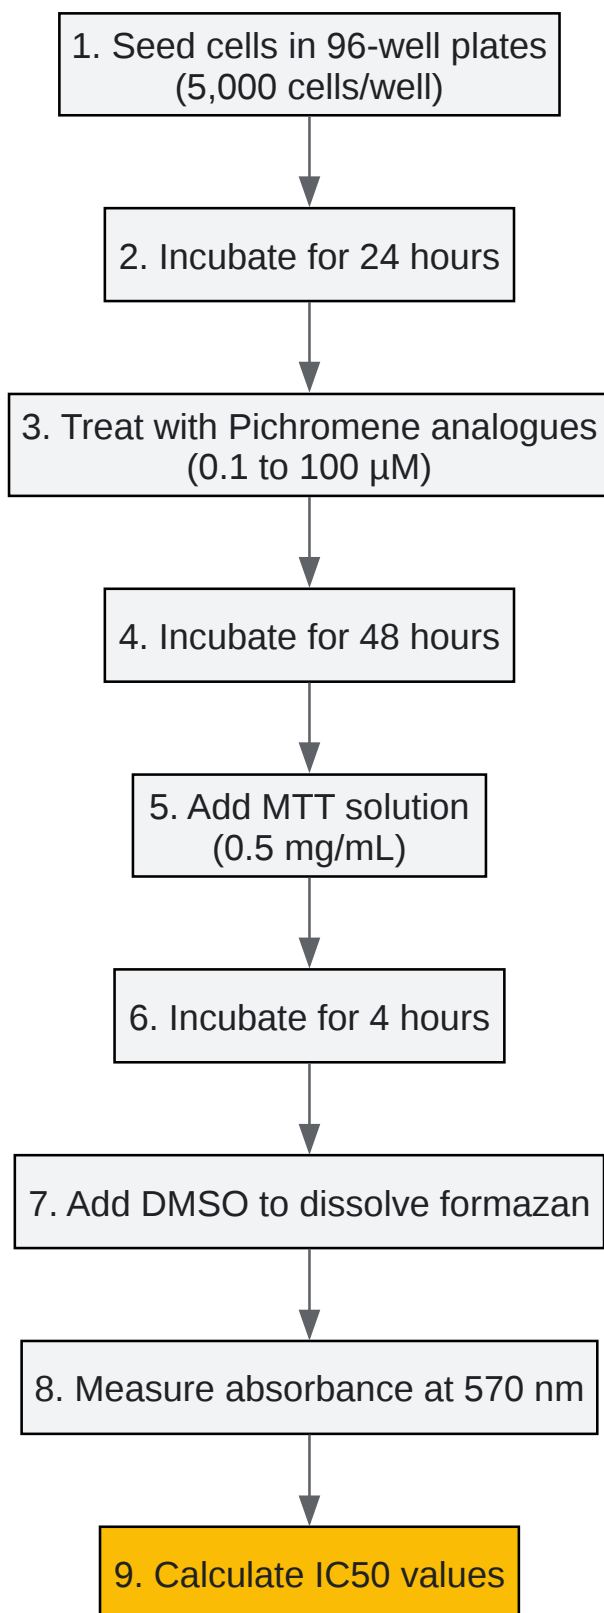 1. Seed cells in 96-well plates
(5,000 cells/well)
2. Incubate for 24 hours
3. Treat with Pichromene analogues
(0.1 to 100 µM)
4. Incubate for 48 hours
5. Add MTT solution
(0.5 mg/mL)
6. Incubate for 4 hours
7. Add DMSO to dissolve formazan
8. Measure absorbance at 570 nm
9. Calculate IC50 values